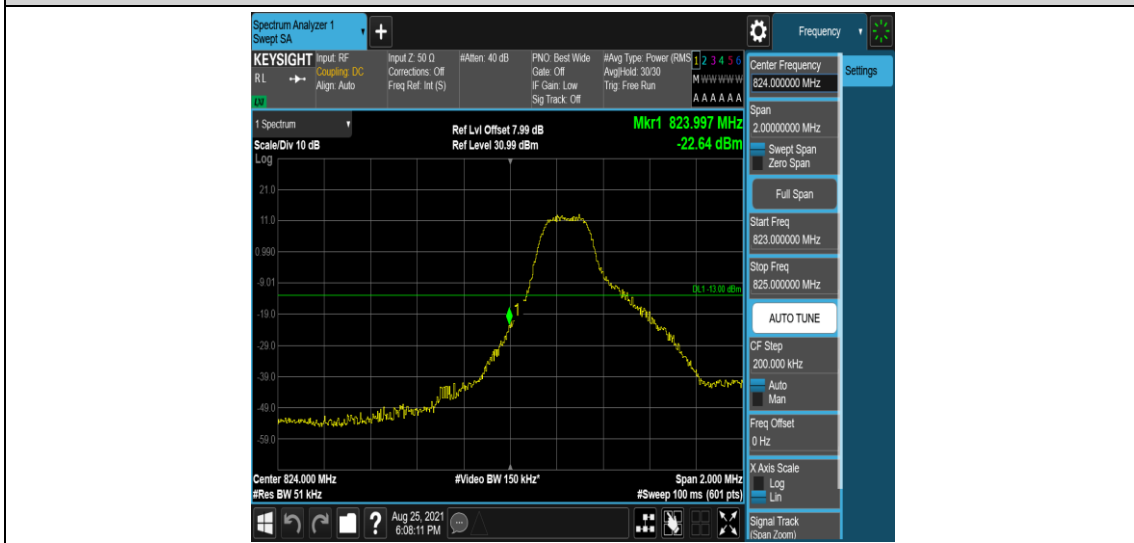 Spectrum Analyzer 1
Swept SA
+
Frequency
KEYSIGHT
RL
LXI
Input: RF
Coupling: DC
Align: Auto
Input Z: 50 Ω
Corrections: Off
Freq Ref: Int (S)
#Atten: 40 dB
PNO: Best Wide
Gate: Off
IF Gain: Low
Sig Track: Off
#Avg Type: Power (RMS
Avg|Hold: 30/30
Trig: Free Run
1 2 3 4 5 6
M W W W W W
A A A A A A
1 Spectrum
Scale/Div 10 dB
Ref Lvl Offset 7.99 dB
Ref Level 30.99 dBm
Mkr1 823.997 MHz
-22.64 dBm
Log
21.0
11.0
0.990
-9.01
-19.0
-29.0
-39.0
-49.0
-59.0
DL1 -13.00 dBm
1
Center 824.000 MHz
#Res BW 51 kHz
#Video BW 150 kHz*
Span 2.000 MHz
#Sweep 100 ms (601 pts)
Center Frequency
824.000000 MHz
Settings
Span
2.00000000 MHz
Swept Span
Zero Span
Full Span
Start Freq
823.000000 MHz
Stop Freq
825.000000 MHz
AUTO TUNE
CF Step
200.000 kHz
Auto
Man
Freq Offset
0 Hz
X Axis Scale
Log
Lin
Signal Track
(Span Zoom)
?
Aug 25, 2021
6:08:11 PM